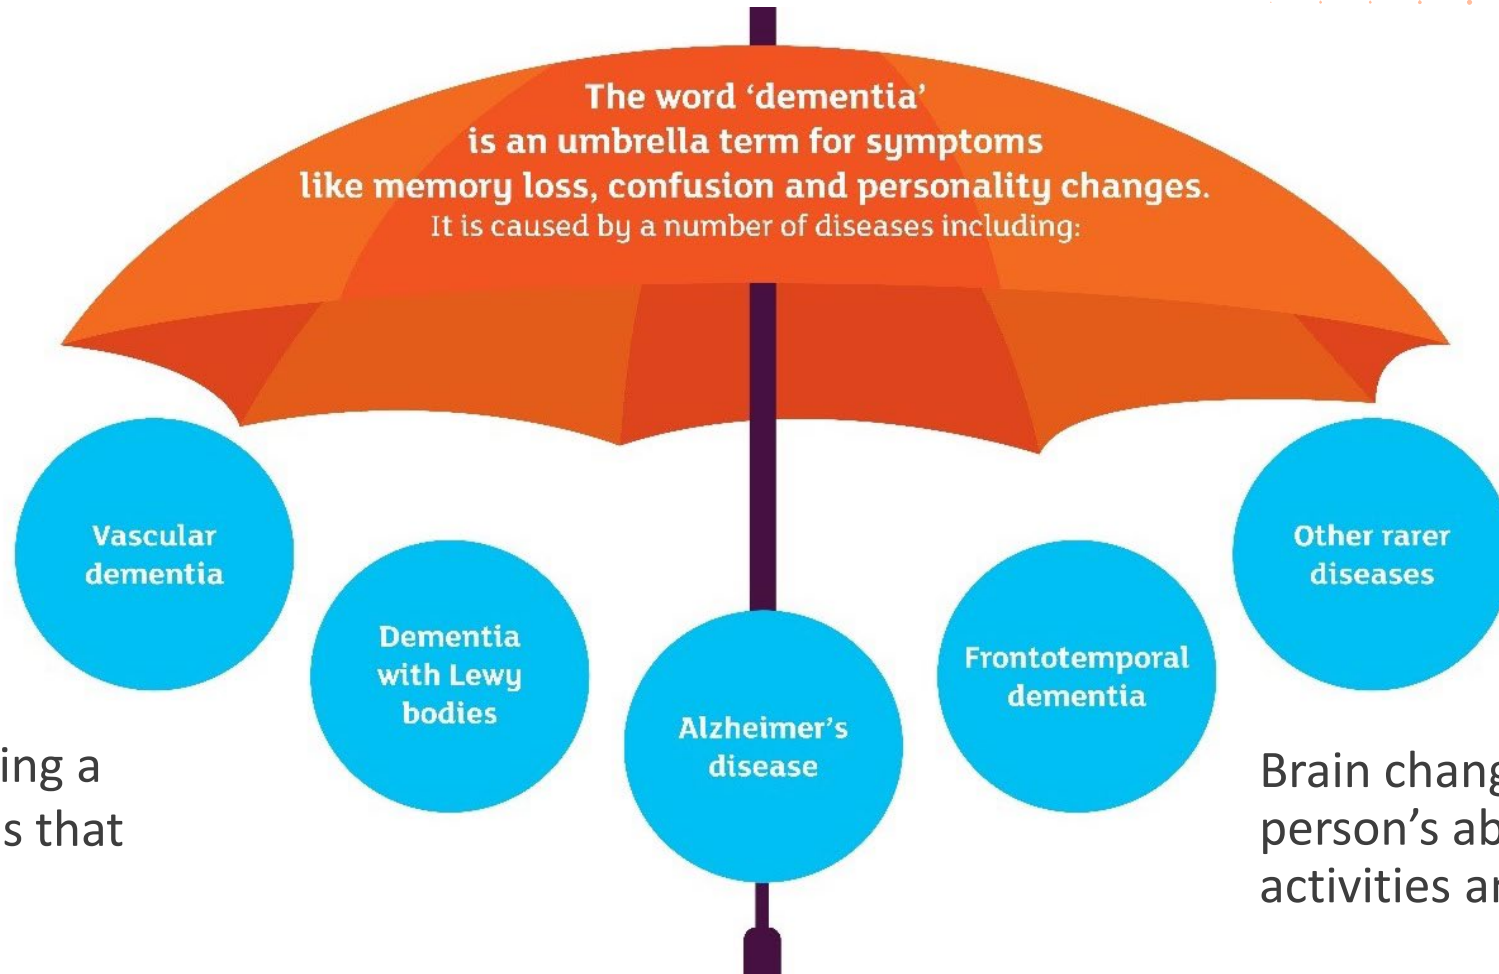 The word ‘dementia’
is an umbrella term for symptoms
like memory loss, confusion and personality changes.
It is caused by a number of diseases including:
Vascular
dementia
Dementia
with Lewy
bodies
Alzheimer’s
disease
Frontotemporal
dementia
Other rarer
diseases
a
that
Brain
person’s
activities